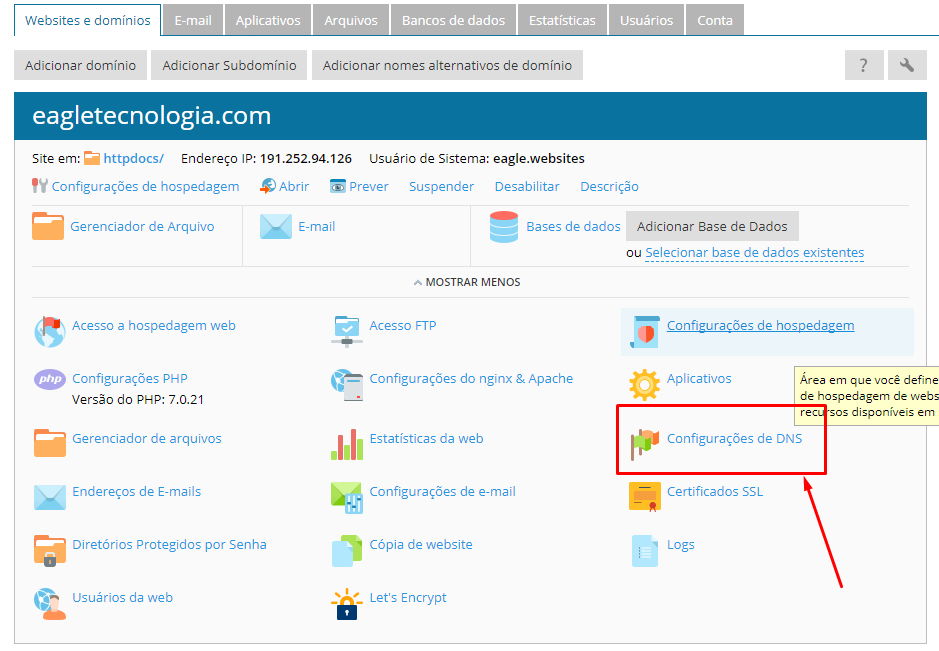 Websites e domínios E-mail Aplicativos Arquivos Bancos de dados Estatísticas Usuários Conta
Adicionar domínio Adicionar Subdomínio Adicionar nomes alternativos de domínio ?
eagletecnologia.com
Site em: httpdocs/ Endereço IP: 191.252.94.126 Usuário de Sistema: eagle.websites
Configurações de hospedagem Abrir Prever Suspender Desabilitar Descrição
Gerenciador de Arquivo E-mail Bases de dados Adicionar Base de Dados
ou Selecionar base de dados existentes
MOSTRAR MENOS
Acesso a hospedagem web Acesso FTP Configurações de hospedagem
php Configurações PHP Configurações do nginx & Apache Aplicativos
Versão do PHP: 7.0.21
Área em que você define
de hospedagem de webs
recursos disponíveis em
Gerenciador de arquivos Estatísticas da web Configurações de DNS
Endereços de E-mails Configurações de e-mail Certificados SSL
Diretórios Protegidos por Senha Cópia de website Logs
Usuários da web Let's Encrypt